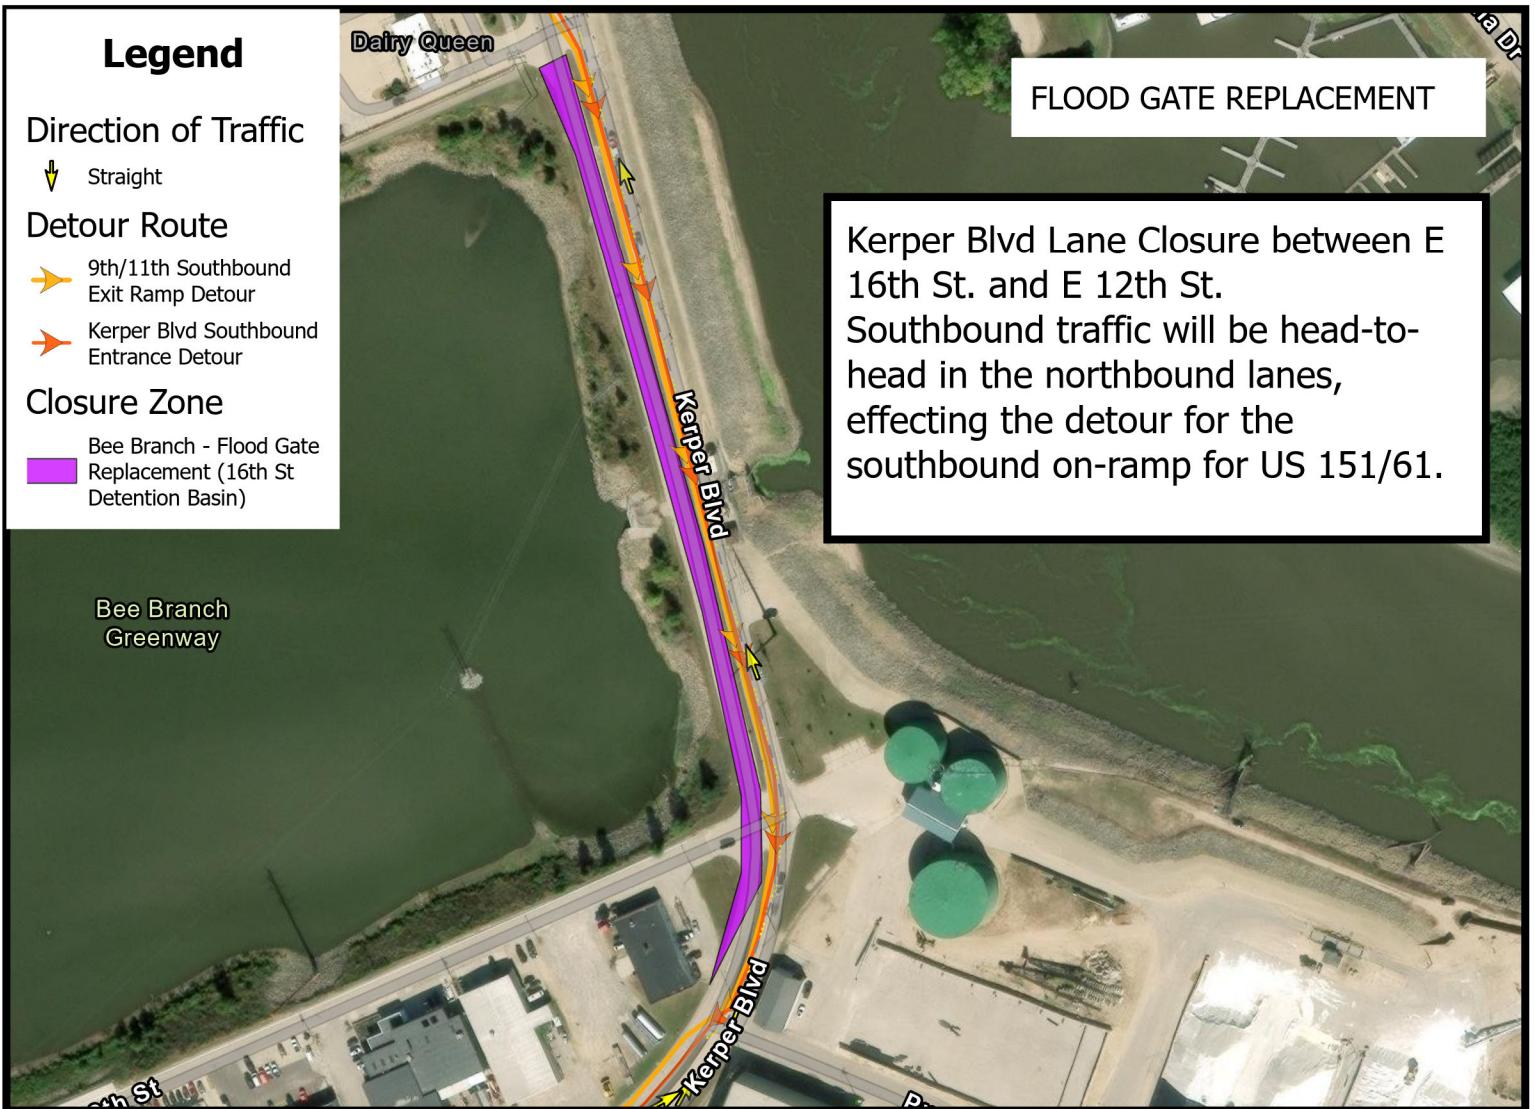 Legend
Direction of Traffic
Straight
Detour Route
9th/11th Southbound
Exit Ramp Detour
Kerper Blvd Southbound
Entrance Detour
Closure Zone
Bee Branch - Flood Gate
Replacement (16th St
Detention Basin)
Dairy Queen
FLOOD GATE REPLACEMENT
Kerper Blvd Lane Closure between E
16th St. and E 12th St.
Southbound traffic will be head-to-
head in the northbound lanes,
effecting the detour for the
southbound on-ramp for US 151/61.
Kerper Blvd
Bee Branch
Greenway
Kerper Blvd
th St
Dr